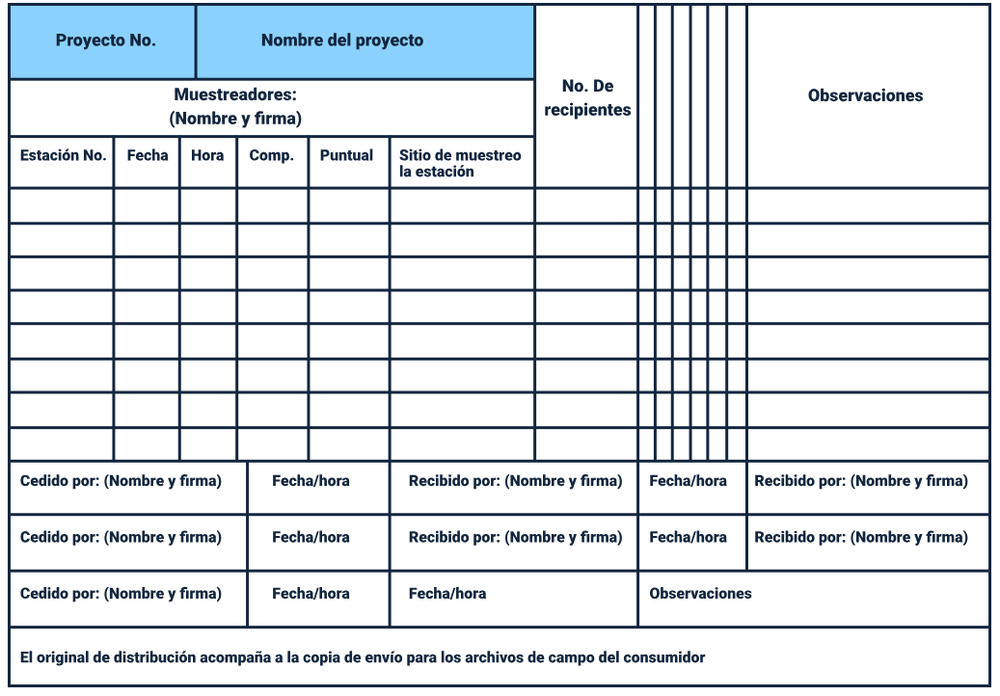 Proyecto No.
Nombre del proyecto
No. De
recipientes
Observaciones
Muestreadores:
(Nombre y firma)
Estación No.
Fecha
Hora
Comp.
Puntual
Sitio de muestreo
la estación
Cedido por: (Nombre y firma)
Fecha/hora
Recibido por: (Nombre y firma)
Fecha/hora
Recibido por: (Nombre y firma)
Cedido por: (Nombre y firma)
Fecha/hora
Recibido por: (Nombre y firma)
Fecha/hora
Recibido por: (Nombre y firma)
Cedido por: (Nombre y firma)
Fecha/hora
Fecha/hora
Observaciones
El original de distribución acompaña a la copia de envío para los archivos de campo del consumidor